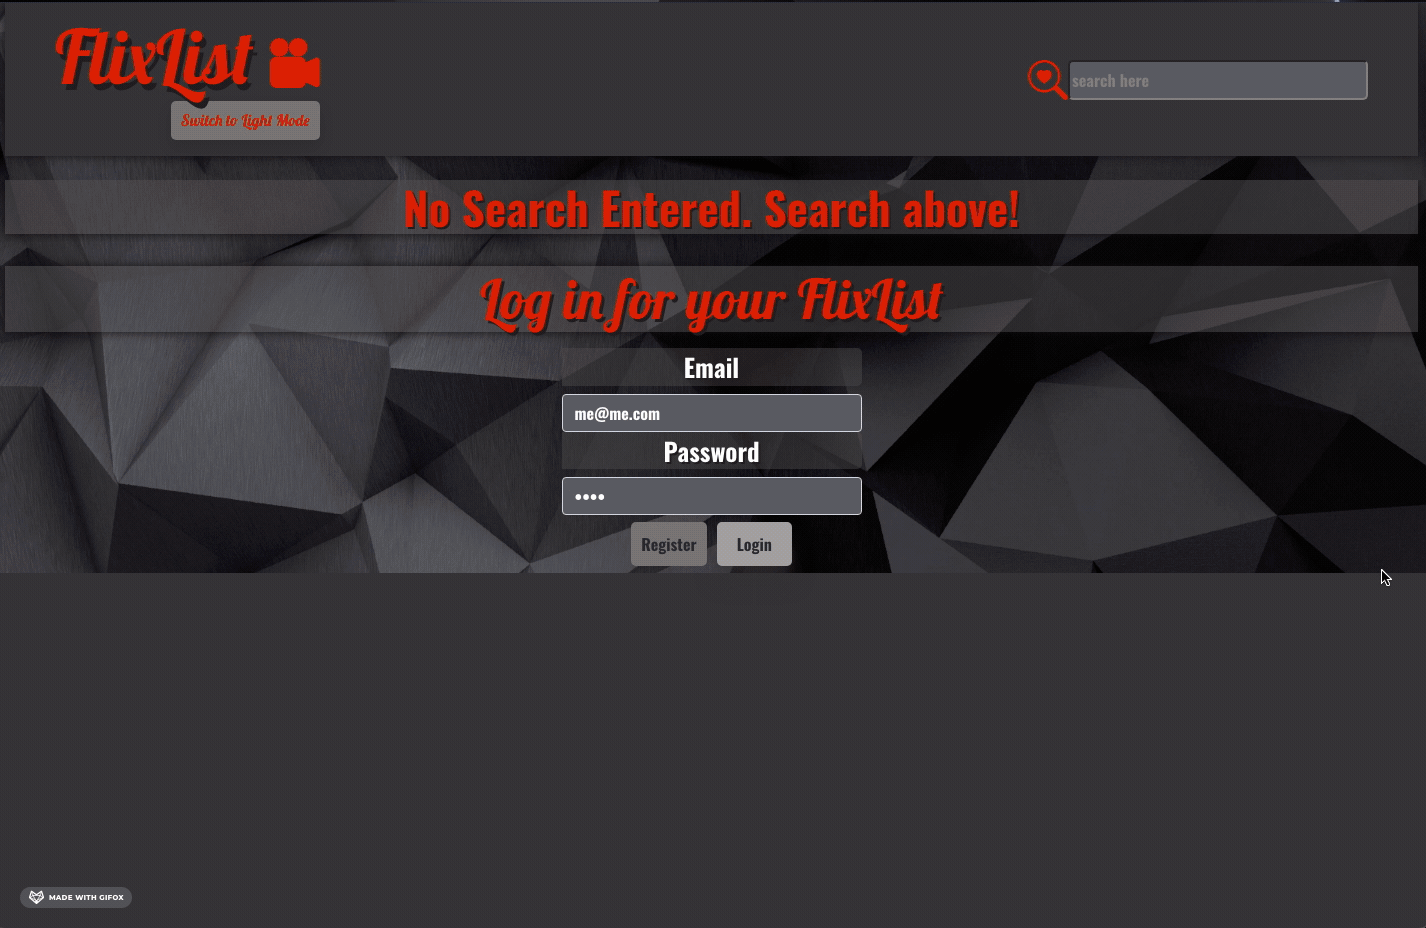 FlixList
Switch to Light Mode
search here
No Search Entered. Search above!
Log in for your FlixList
Email
me@me.com
Password
••••
Register
Login
MADE WITH GIFOX